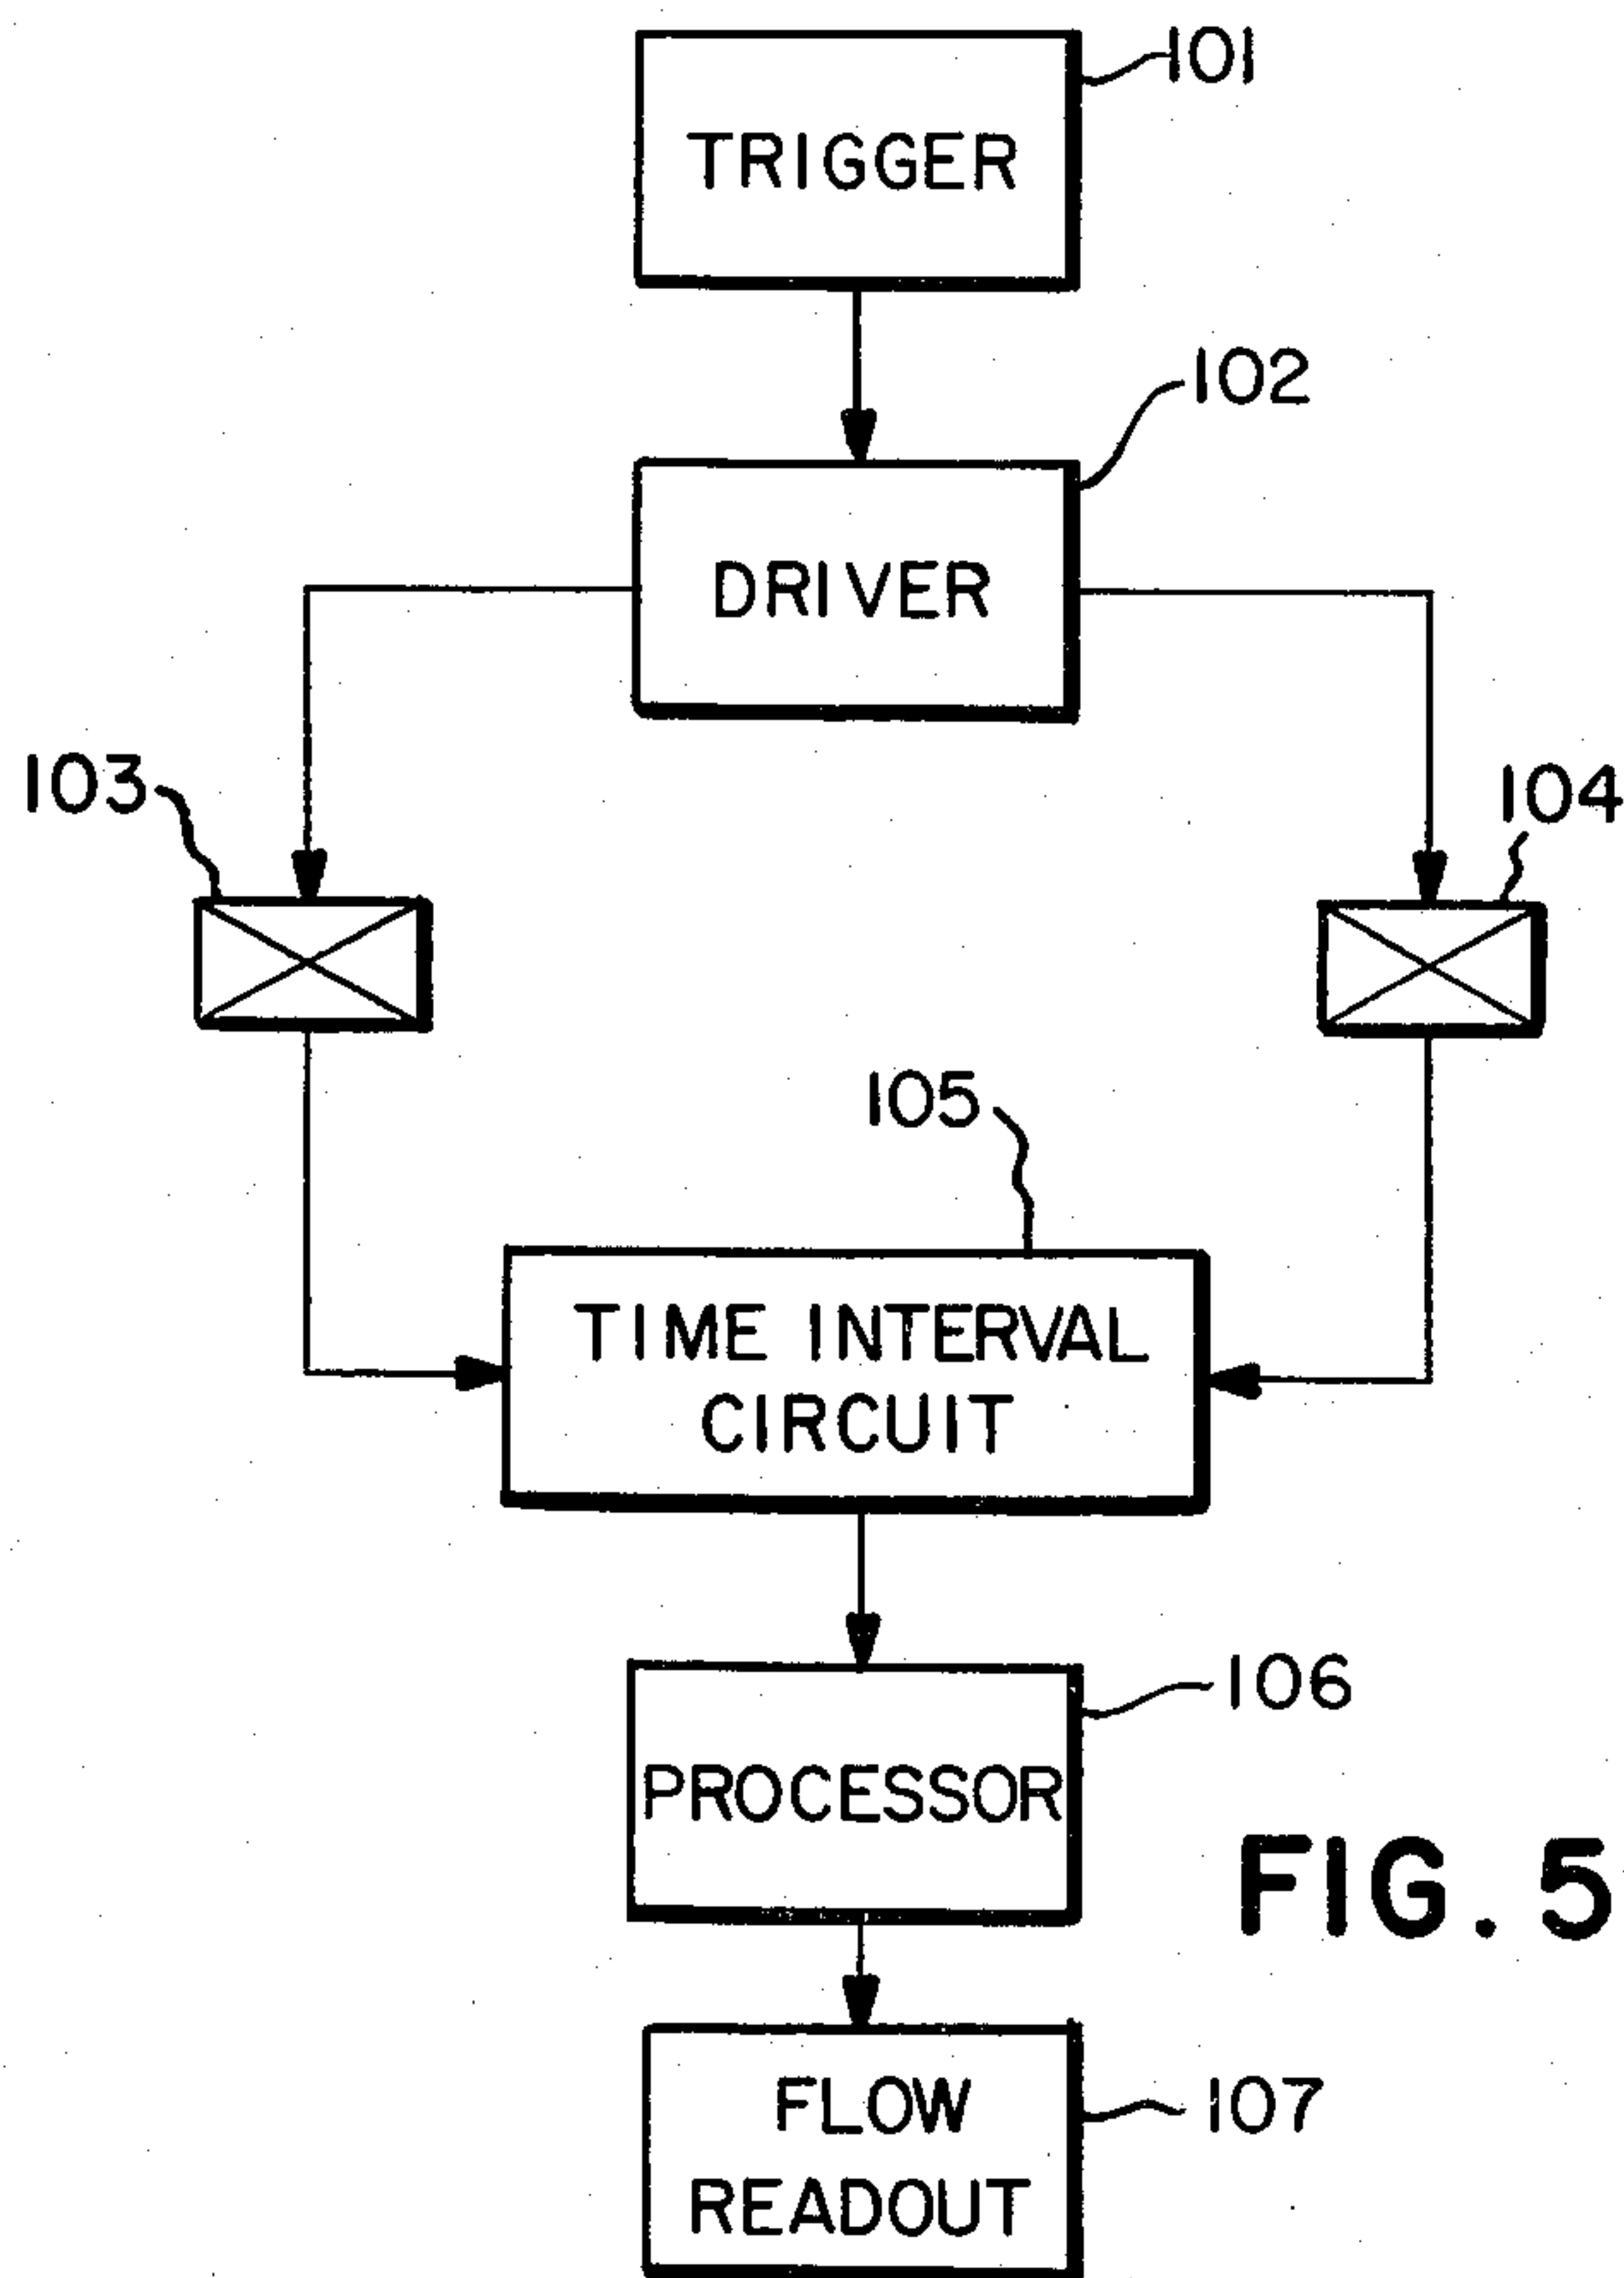 101
TRIGGER
102
DRIVER
103
104
105
TIME INTERVAL
CIRCUIT
106
PROCESSOR
FIG. 5
FLOW
107
READOUT